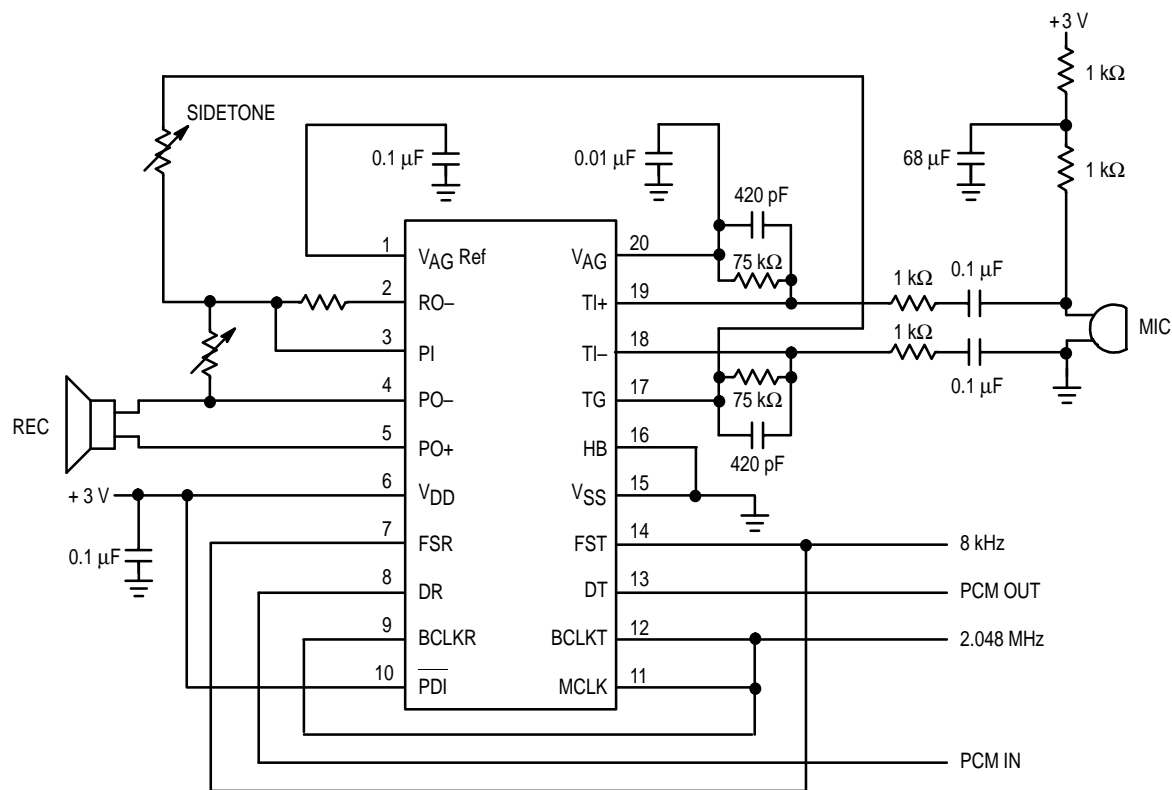 +3 V
1 kΩ
SIDETONE
0.1 µF
0.01 µF
68 µF
1 kΩ
420 pF
1
VAG Ref
VAG
20
75 kΩ
1 kΩ
0.1 µF
2
RO–
TI+
19
MIC
1 kΩ
3
PI
TI–
18
0.1 µF
4
PO–
TG
17
75 kΩ
REC
5
PO+
HB
16
420 pF
+ 3 V
6
VDD
VSS
15
7
FSR
FST
14
8 kHz
0.1 µF
8
DR
DT
13
PCM OUT
9
BCLKR
BCLKT
12
2.048 MHz
10
PDI
MCLK
11
PCM IN